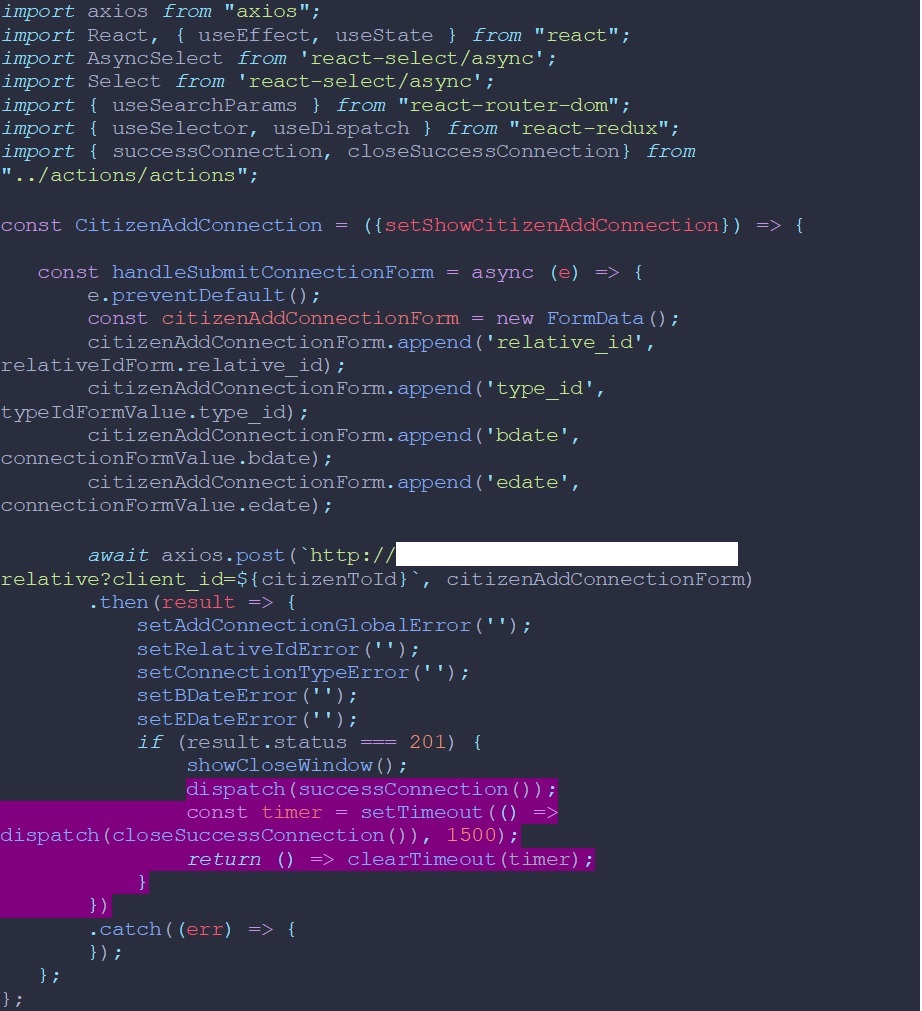 import axios from "axios";
import React, { useEffect, useState } from "react";
import AsyncSelect from 'react-select/async';
import Select from 'react-select/async';
import { useSearchParams } from "react-router-dom";
import { useSelector, useDispatch } from "react-redux";
import { successConnection, closeSuccessConnection} from
"../actions/actions";
const CitizenAddConnection = ({setShowCitizenAddConnection}) => {
const handleSubmitConnectionForm = async (e) => {
e.preventDefault();
const citizenAddConnectionForm = new FormData();
citizenAddConnectionForm.append('relative_id',
relativeIdForm.relative_id);
citizenAddConnectionForm.append('type_id',
typeIdFormValue.type_id);
citizenAddConnectionForm.append('bdate',
connectionFormValue.bdate);
citizenAddConnectionForm.append('edate',
connectionFormValue.edate);
await axios.post(`http://
relative?client_id=${citizenToId}`, citizenAddConnectionForm)
.then(result => {
setAddConnectionGlobalError('');
setRelativeIdError('');
setConnectionTypeError('');
setBDateError('');
setEDateError('');
if (result.status === 201) {
showCloseWindow();
dispatch(successConnection());
const timer = setTimeout(() =>
dispatch(closeSuccessConnection()), 1500);
return () => clearTimeout(timer);
}
})
.catch((err) => {
});
};
};